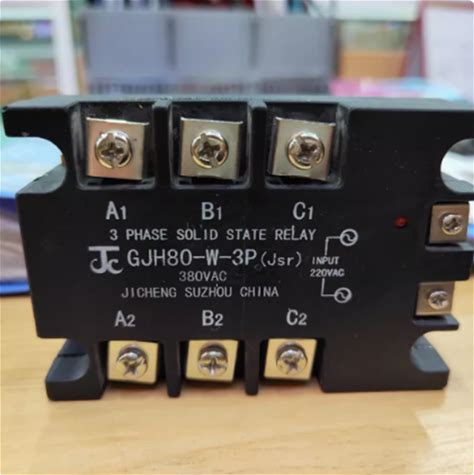 A1 B1 C1
3 PHASE SOLID STATE RELAY
JC GJH80-W-3P(Jsr)
INPUT
380VAC
220VAC
JICHENG SUZHOU CHINA
A2 B2 C2